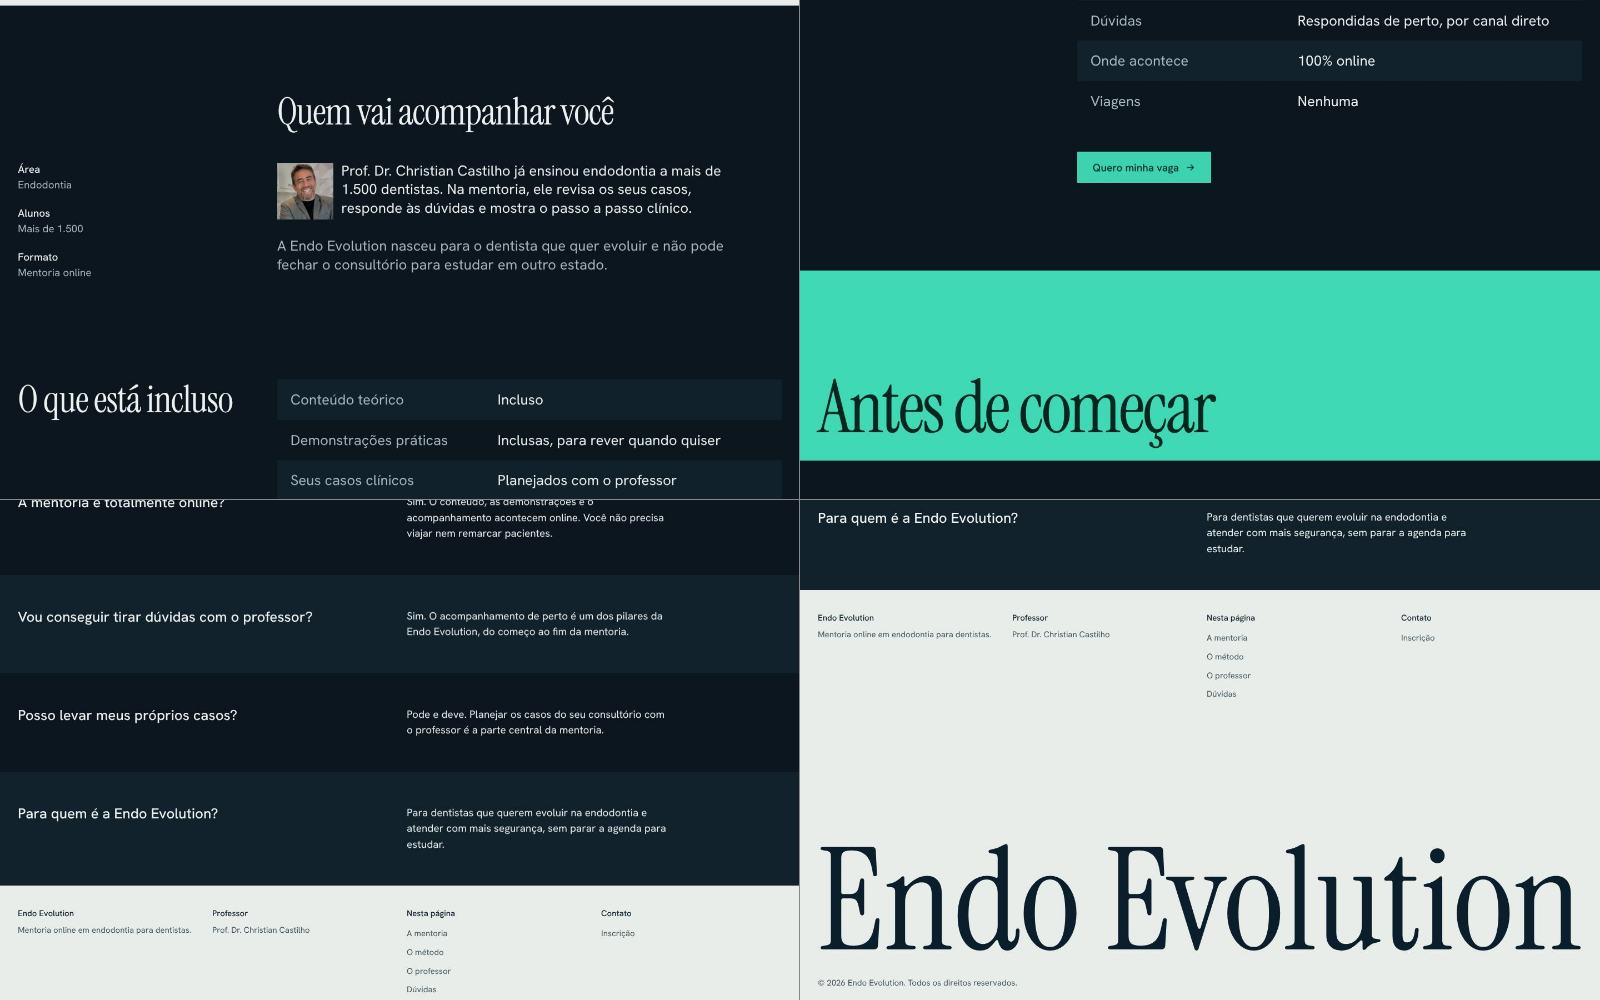 Quem vai acompanhar você
Área
Endodontia
Alunos
Mais de 1.500
Formato
Mentoria online
Prof. Dr. Christian Castilho já ensinou endodontia a mais de
1.500 dentistas. Na mentoria, ele revisa os seus casos,
responde às dúvidas e mostra o passo a passo clínico.
A Endo Evolution nasceu para o dentista que quer evoluir e não pode
fechar o consultório para estudar em outro estado.
O que está incluso
Conteúdo teórico Incluso
Demonstrações práticas Inclusas, para rever quando quiser
Seus casos clínicos Planejados com o professor
Dúvidas Respondidas de perto, por canal direto
Onde acontece 100% online
Viagens Nenhuma
Quero minha vaga →
Antes de começar
A mentoria é totalmente online?
Sim. O conteúdo, as demonstrações e o
acompanhamento acontecem online. Você não precisa
viajar nem remarcar pacientes.
Vou conseguir tirar dúvidas com o professor?
Sim. O acompanhamento de perto é um dos pilares da
Endo Evolution, do começo ao fim da mentoria.
Posso levar meus próprios casos?
Pode e deve. Planejar os casos do seu consultório com
o professor é a parte central da mentoria.
Para quem é a Endo Evolution?
Para dentistas que querem evoluir na endodontia e
atender com mais segurança, sem parar a agenda para
estudar.
Endo Evolution
Mentoria online em endodontia para dentistas.
Professor
Prof. Dr. Christian Castilho
Nesta página
A mentoria
O método
O professor
Dúvidas
Contato
Inscrição
Para quem é a Endo Evolution?
Para dentistas que querem evoluir na endodontia e
atender com mais segurança, sem parar a agenda para
estudar.
Endo Evolution
Mentoria online em endodontia para dentistas.
Professor
Prof. Dr. Christian Castilho
Nesta página
A mentoria
O método
O professor
Dúvidas
Contato
Inscrição
Endo Evolution
© 2026 Endo Evolution. Todos os direitos reservados.